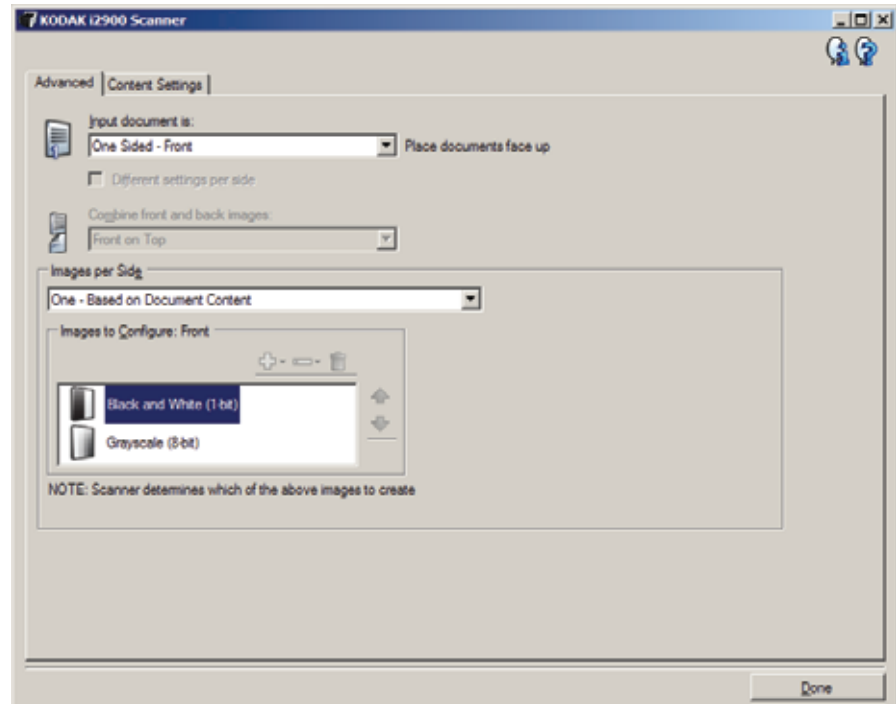 KODAK i2900 Scanner
Advanced
Content Settings
Input document is:
One Sided - Front
Place documents face up
Different settings per side
Combine front and back images:
Front on Top
Images per Side
One - Based on Document Content
Images to Configure: Front
Black and White (1-bit)
Grayscale (8-bit)
NOTE: Scanner determines which of the above images to create
Done